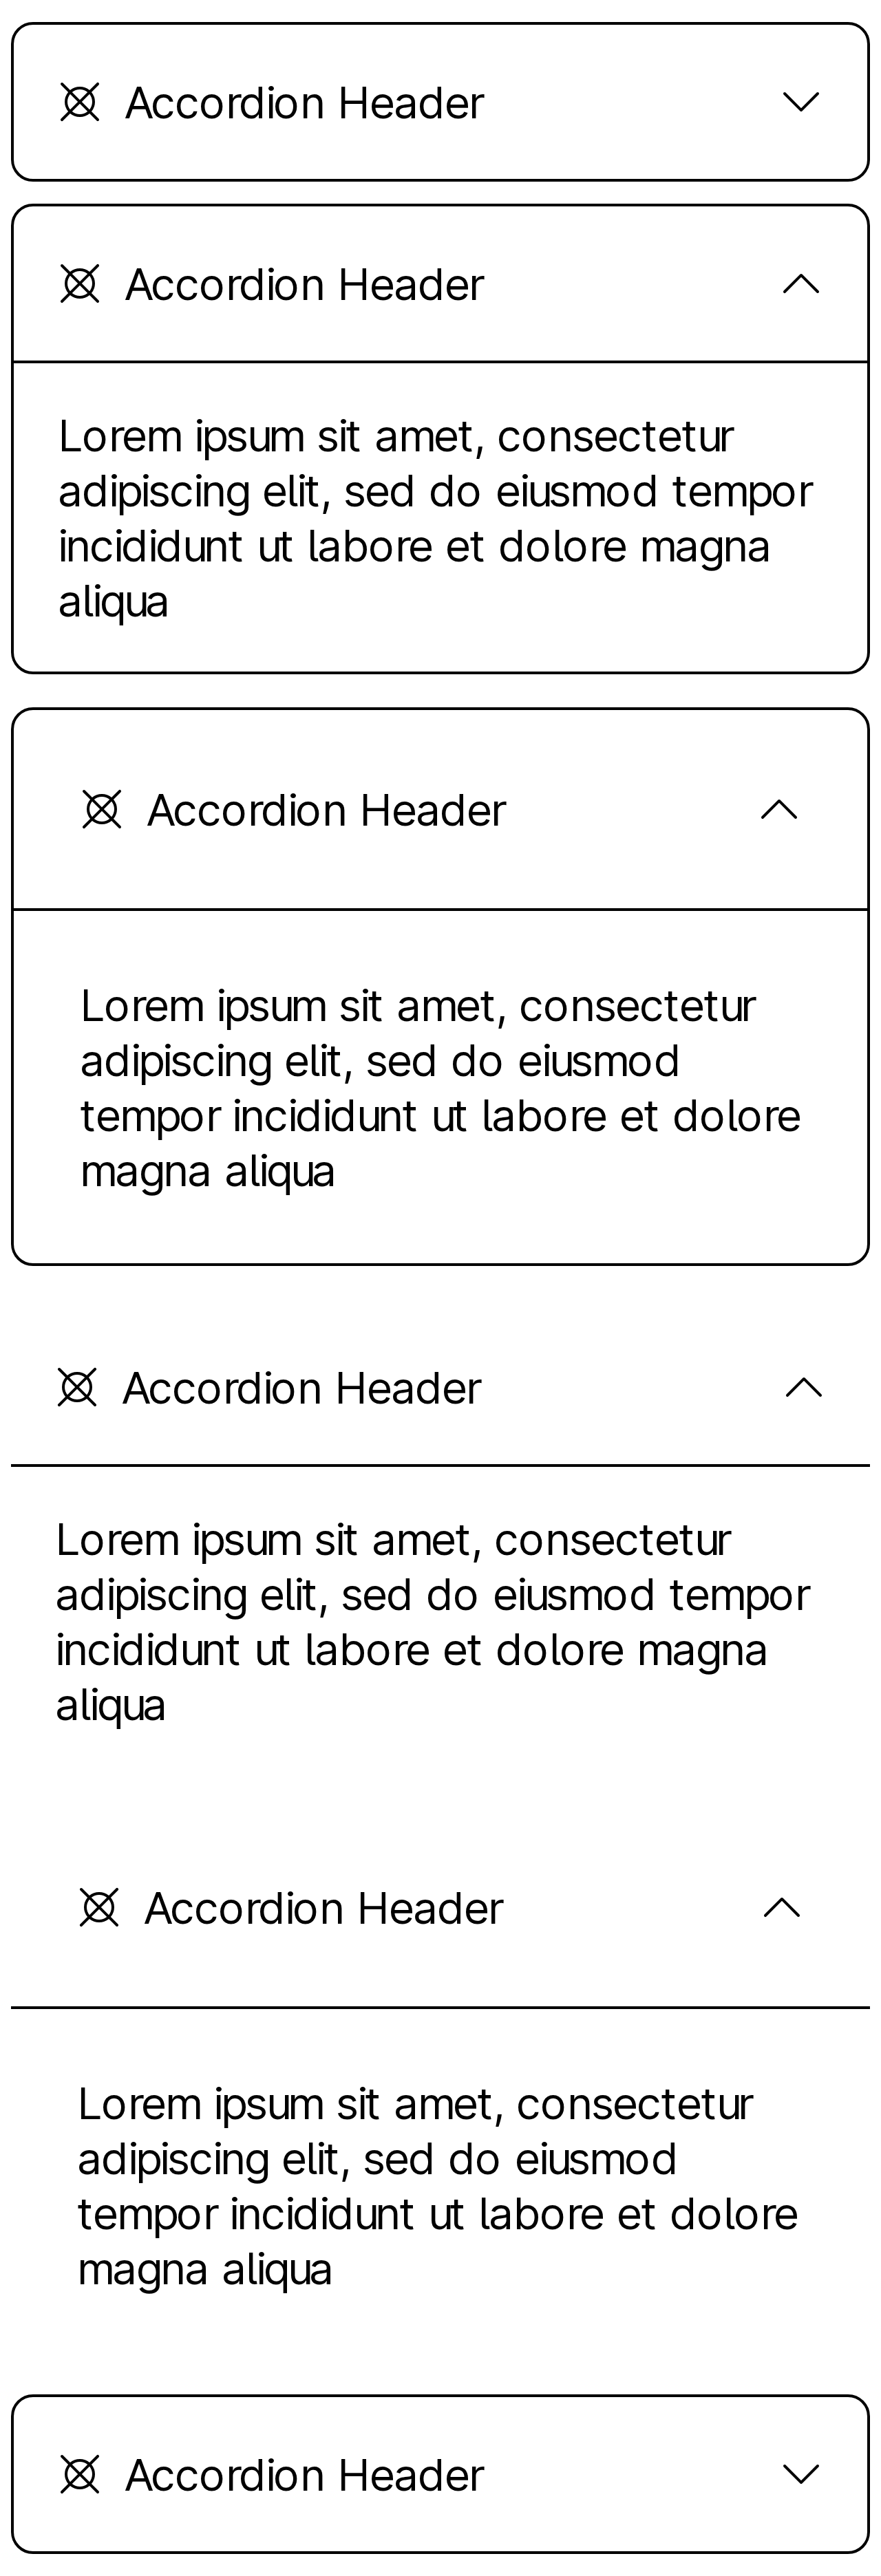 Accordion Header
Accordion Header
Lorem ipsum sit amet, consectetur
adipiscing elit, sed do eiusmod tempor
incididunt ut labore et dolore magna
aliqua
Accordion Header
Lorem ipsum sit amet, consectetur
adipiscing elit, sed do eiusmod
tempor incididunt ut labore et dolore
magna aliqua
Accordion Header
Lorem ipsum sit amet, consectetur
adipiscing elit, sed do eiusmod tempor
incididunt ut labore et dolore magna
aliqua
Accordion Header
Lorem ipsum sit amet, consectetur
adipiscing elit, sed do eiusmod
tempor incididunt ut labore et dolore
magna aliqua
Accordion Header